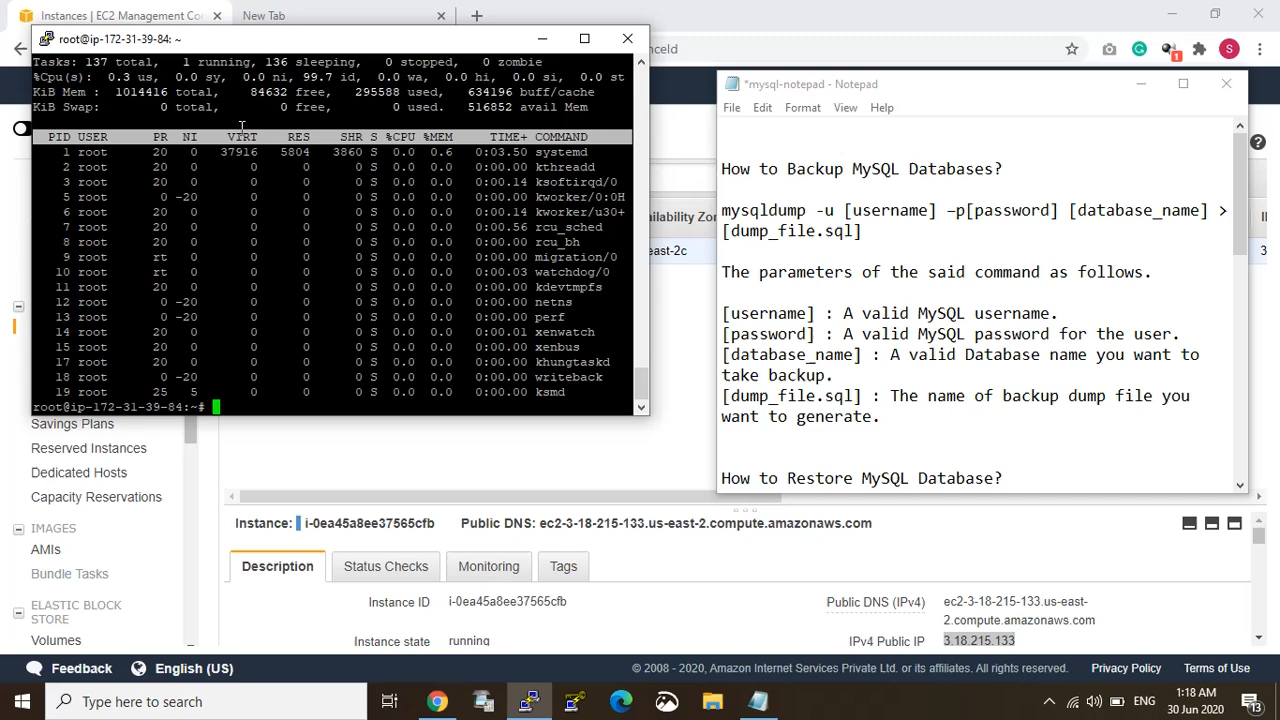 Instances | EC2 Management Co
New Tab
root@ip-172-31-39-84: ~
Tasks: 137 total, 1 running, 136 sleeping, 0 stopped, 0 zombie
%Cpu(s): 0.3 us, 0.0 sy, 0.0 ni, 99.7 id, 0.0 wa, 0.0 hi, 0.0 si, 0.0 st
KiB Mem : 1014416 total, 84632 free, 295588 used, 634196 buff/cache
KiB Swap: 0 total, 0 free, 0 used. 516852 avail Mem
PID USER PR NI VIRT RES SHR S %CPU %MEM TIME+ COMMAND
1 root 20 0 37916 5804 3860 S 0.0 0.6 0:03.50 systemd
2 root 20 0 0 0 0 S 0.0 0.0 0:00.00 kthreadd
3 root 20 0 0 0 0 S 0.0 0.0 0:00.14 ksoftirqd/0
5 root 0 -20 0 0 0 S 0.0 0.0 0:00.00 kworker/0:0H
6 root 20 0 0 0 0 S 0.0 0.0 0:00.14 kworker/u30+
7 root 20 0 0 0 0 S 0.0 0.0 0:00.56 rcu_sched
8 root 20 0 0 0 0 S 0.0 0.0 0:00.00 rcu_bh
9 root rt 0 0 0 0 S 0.0 0.0 0:00.00 migration/0
10 root rt 0 0 0 0 S 0.0 0.0 0:00.03 watchdog/0
11 root 20 0 0 0 0 S 0.0 0.0 0:00.00 kdevtmpfs
12 root 0 -20 0 0 0 S 0.0 0.0 0:00.00 netns
13 root 0 -20 0 0 0 S 0.0 0.0 0:00.00 perf
14 root 20 0 0 0 0 S 0.0 0.0 0:00.01 xenwatch
15 root 20 0 0 0 0 S 0.0 0.0 0:00.00 xenbus
17 root 20 0 0 0 0 S 0.0 0.0 0:00.00 khungtaskd
18 root 0 -20 0 0 0 S 0.0 0.0 0:00.00 writeback
19 root 25 5 0 0 0 S 0.0 0.0 0:00.00 ksmd
root@ip-172-31-39-84:~#
nceId
S
1
*mysql-notepad - Notepad
File Edit Format View Help
How to Backup MySQL Databases?
mysqldump -u [username] –p[password] [database_name] >
[dump_file.sql]
The parameters of the said command as follows.
[username] : A valid MySQL username.
[password] : A valid MySQL password for the user.
[database_name] : A valid Database name you want to
take backup.
[dump_file.sql] : The name of backup dump file you
want to generate.
How to Restore MySQL Database?
ailability Zo
east-2c
Savings Plans
Reserved Instances
Dedicated Hosts
Capacity Reservations
IMAGES
AMIs
Bundle Tasks
ELASTIC BLOCK
STORE
Volumes
Instance: i-0ea45a8ee37565cfb Public DNS: ec2-3-18-215-133.us-east-2.compute.amazonaws.com
Description Status Checks Monitoring Tags
Instance ID i-0ea45a8ee37565cfb Public DNS (IPv4) ec2-3-18-215-133.us-east-
2.compute.amazonaws.com
Instance state running IPv4 Public IP 3.18.215.133
Feedback English (US) © 2008 - 2020, Amazon Internet Services Private Ltd. or its affiliates. All rights reserved. Privacy Policy Terms of Use
Type here to search
ENG
1:18 AM
30 Jun 2020
13